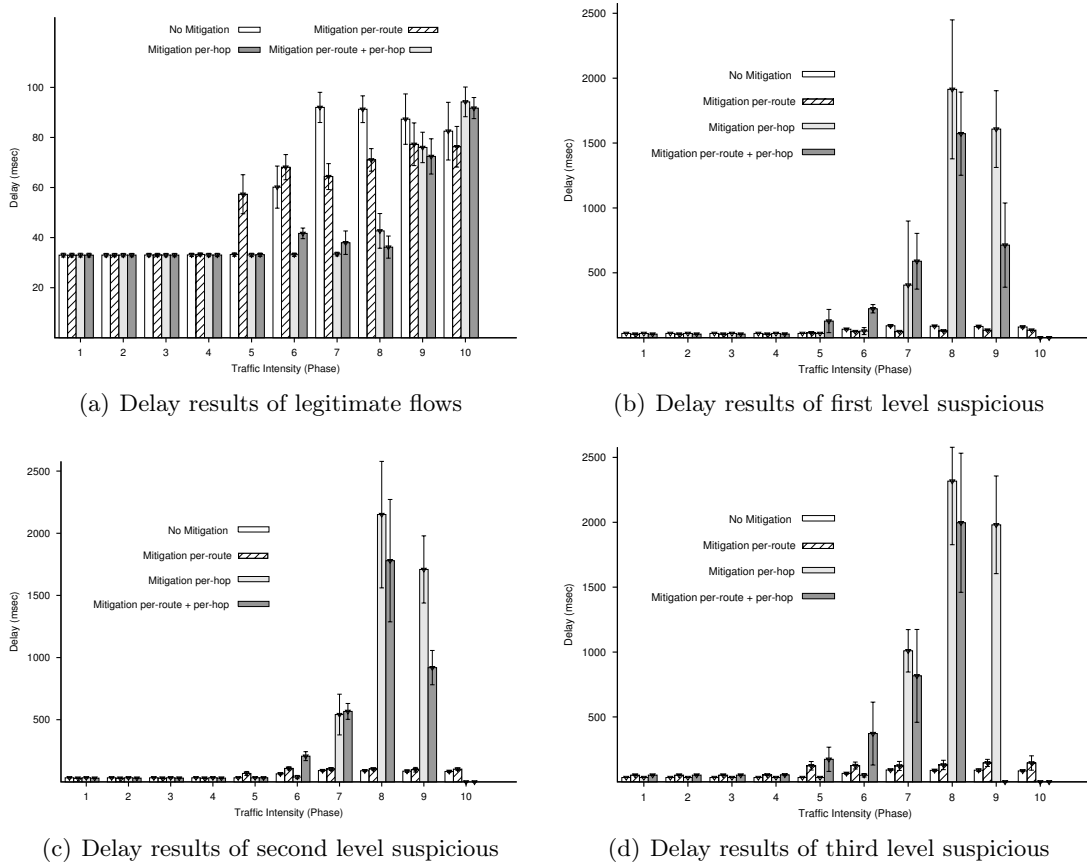 No Mitigation
Mitigation per-route
Mitigation per-hop
Mitigation per-route + per-hop
Delay (msec)
100
80
60
40
20
1 2 3 4 5 6 7 8 9 10
Traffic Intensity (Phase)
(a) Delay results of legitimate flows
No Mitigation
Mitigation per-route
Mitigation per-hop
Mitigation per-route + per-hop
Delay (msec)
2500
2000
1500
1000
500
1 2 3 4 5 6 7 8 9 10
Traffic Intensity (Phase)
(b) Delay results of first level suspicious
No Mitigation
Mitigation per-route
Mitigation per-hop
Mitigation per-route + per-hop
Delay (msec)
2500
2000
1500
1000
500
1 2 3 4 5 6 7 8 9 10
Traffic Intensity (Phase)
(c) Delay results of second level suspicious
No Mitigation
Mitigation per-route
Mitigation per-hop
Mitigation per-route + per-hop
Delay (msec)
2500
2000
1500
1000
500
1 2 3 4 5 6 7 8 9 10
Traffic Intensity (Phase)
(d) Delay results of third level suspicious